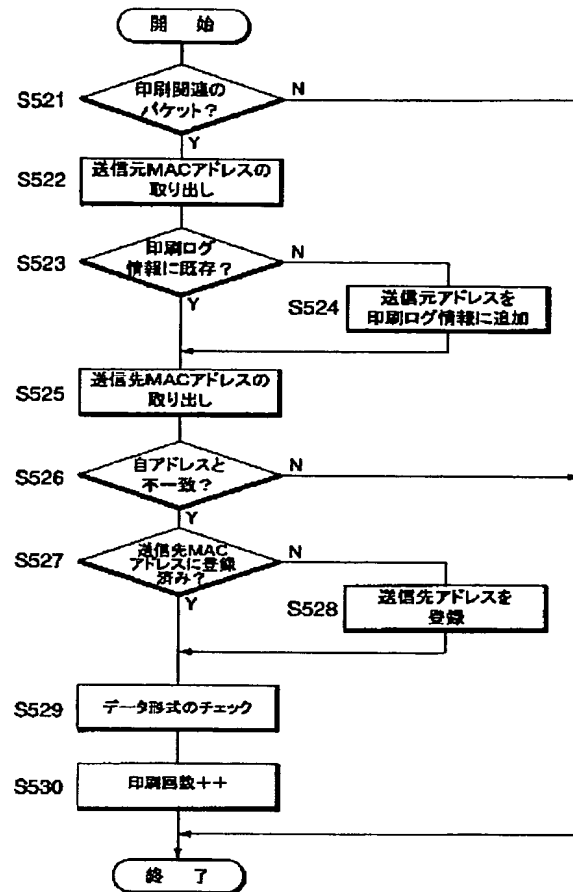 開 始
S521
印刷関連の
パケット?
N
Y
S522
送信元MACアドレスの
取り出し
S523
印刷ログ
情報に既存?
N
Y
S524
送信元アドレスを
印刷ログ情報に追加
S525
送信先MACアドレスの
取り出し
S526
自アドレスと
不一致?
N
Y
S527
送信先MAC
アドレスに登録
済み?
N
Y
S528
送信先アドレスを
登録
S529
データ形式のチェック
S530
印刷回数++
終 了